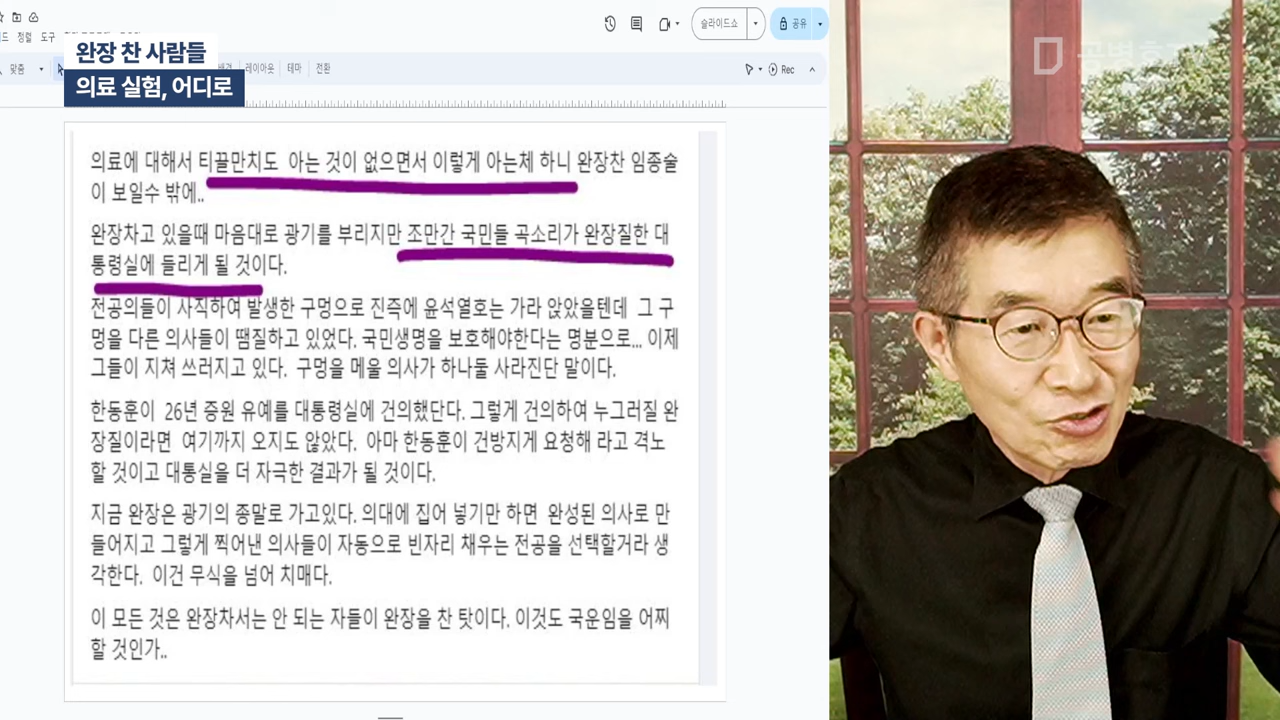 도구
슬라이드쇼
공유
완장 찬 사람들
의료 실험, 어디로
맞춤
레이아웃
테마
전환
Rec
공병호TV
의료에 대해서 티끌만치도 아는 것이 없으면서 이렇게 아는체 하니 완장찬 임종술
이 보일수 밖에..
완장차고 있을때 마음대로 광기를 부리지만 조만간 국민들 곡소리가 완장질한 대
통령실에 들리게 될 것이다.
전공의들이 사직하여 발생한 구멍으로 진즉에 윤석열호는 가라 앉았을텐데 그 구
멍을 다른 의사들이 땜질하고 있었다. 국민생명을 보호해야한다는 명분으로... 이제
그들이 지쳐 쓰러지고 있다. 구멍을 메울 의사가 하나둘 사라진단 말이다.
한동훈이 26년 증원 유예를 대통령실에 건의했단다. 그렇게 건의하여 누그러질 완
장질이라면 여기까지 오지도 않았다. 아마 한동훈이 건방지게 요청해 라고 격노
할 것이고 대통실을 더 자극한 결과가 될 것이다.
지금 완장은 광기의 종말로 가고있다. 의대에 집어 넣기만 하면 완성된 의사로 만
들어지고 그렇게 찍어낸 의사들이 자동으로 빈자리 채우는 전공을 선택할거라 생
각한다. 이건 무식을 넘어 치매다.
이 모든 것은 완장차서는 안 되는 자들이 완장을 찬 탓이다. 이것도 국운임을 어찌
할 것인가..